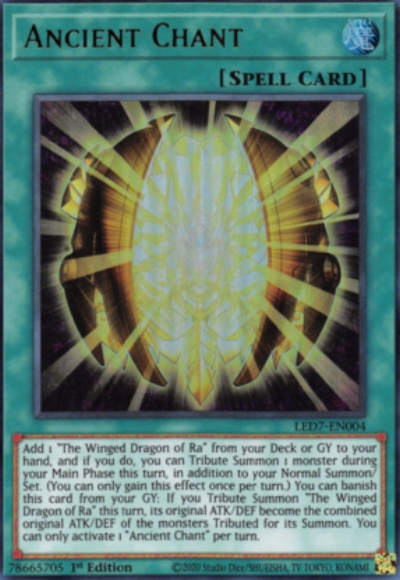 Ancient Chant
[Spell Card]
LED7-EN004
Add 1 "The Winged Dragon of Ra" from your Deck or GY to
your hand, and if you do, you can Tribute Summon 1 monster during
your Main Phase this turn, in addition to your Normal Summon/
Set. (You can only gain this effect once per turn.) You can banish
this card from your GY: If you Tribute Summon "The Winged
Dragon of Ra" this turn, its original ATK/DEF become the combined
original ATK/DEF of the monsters Tributed for its Summon. You
can only activate 1 "Ancient Chant" per turn.
78665705 1st Edition ©2020 Studio Dice/SHUEISHA, TV TOKYO, KONAMI